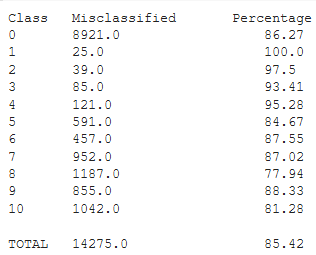 Class Misclassified Percentage
0 8921.0 86.27
1 25.0 100.0
2 39.0 97.5
3 85.0 93.41
4 121.0 95.28
5 591.0 84.67
6 457.0 87.55
7 952.0 87.02
8 1187.0 77.94
9 855.0 88.33
10 1042.0 81.28
TOTAL 14275.0 85.42